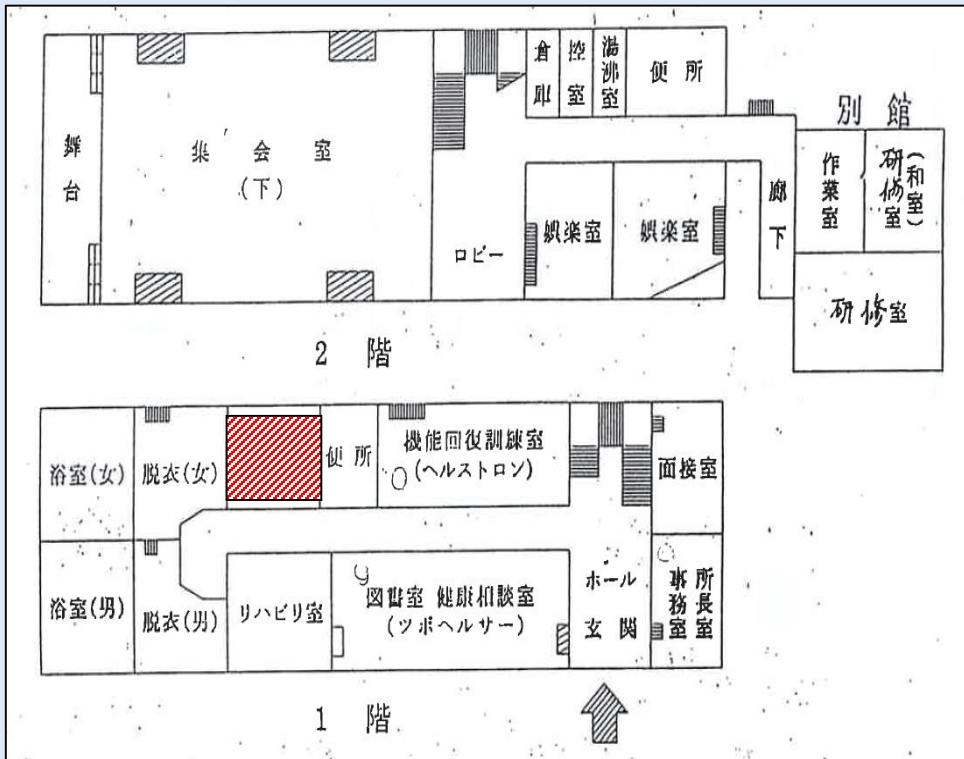 舞台
集会室
(下)
ロビー
倉庫
控室
湯沸室
便所
娯楽室
娯楽室
廊下
別館
作業室
研修室
(和室)
研修室
2階
浴室(女)
脱衣(女)
便所
機能回復訓練室
(ヘルストロン)
面接室
浴室(男)
脱衣(男)
リハビリ室
図書室 健康相談室
(ツボヘルサー)
ホール
玄関
事務室
所長室
1階